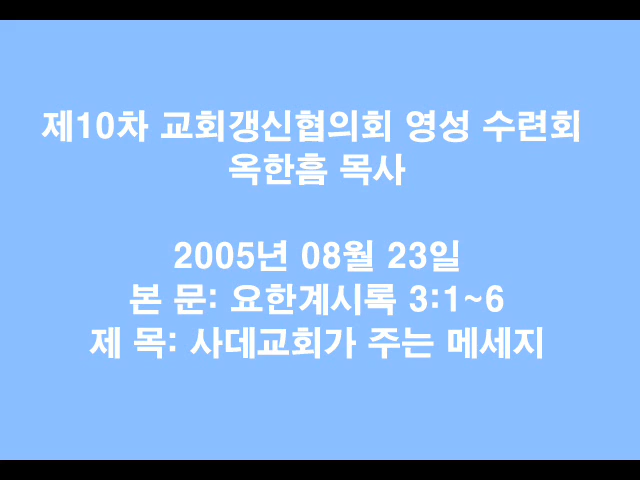 제10차 교회갱신협의회 영성 수련회
옥한흠 목사
2005년 08월 23일
본 문: 요한계시록 3:1~6
제 목: 사데교회가 주는 메세지